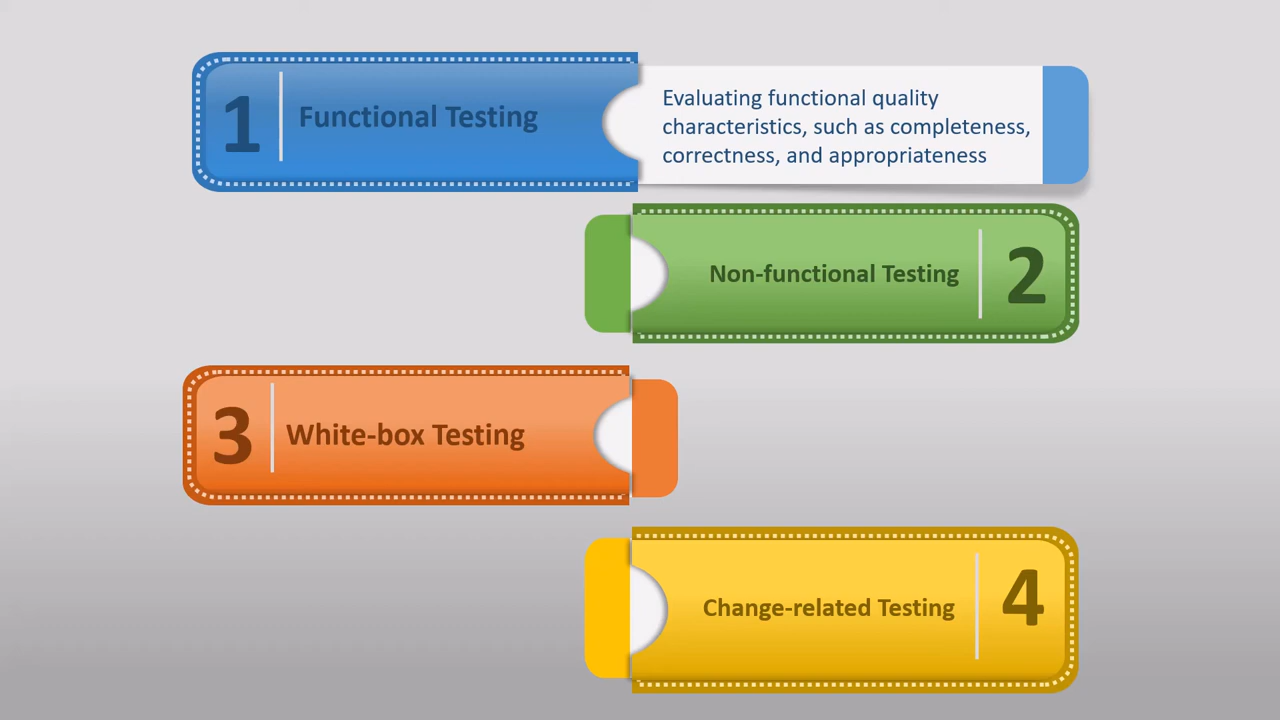 1
Functional Testing
Evaluating functional quality
characteristics, such as completeness,
correctness, and appropriateness
Non-functional Testing
2
3
White-box Testing
Change-related Testing
4